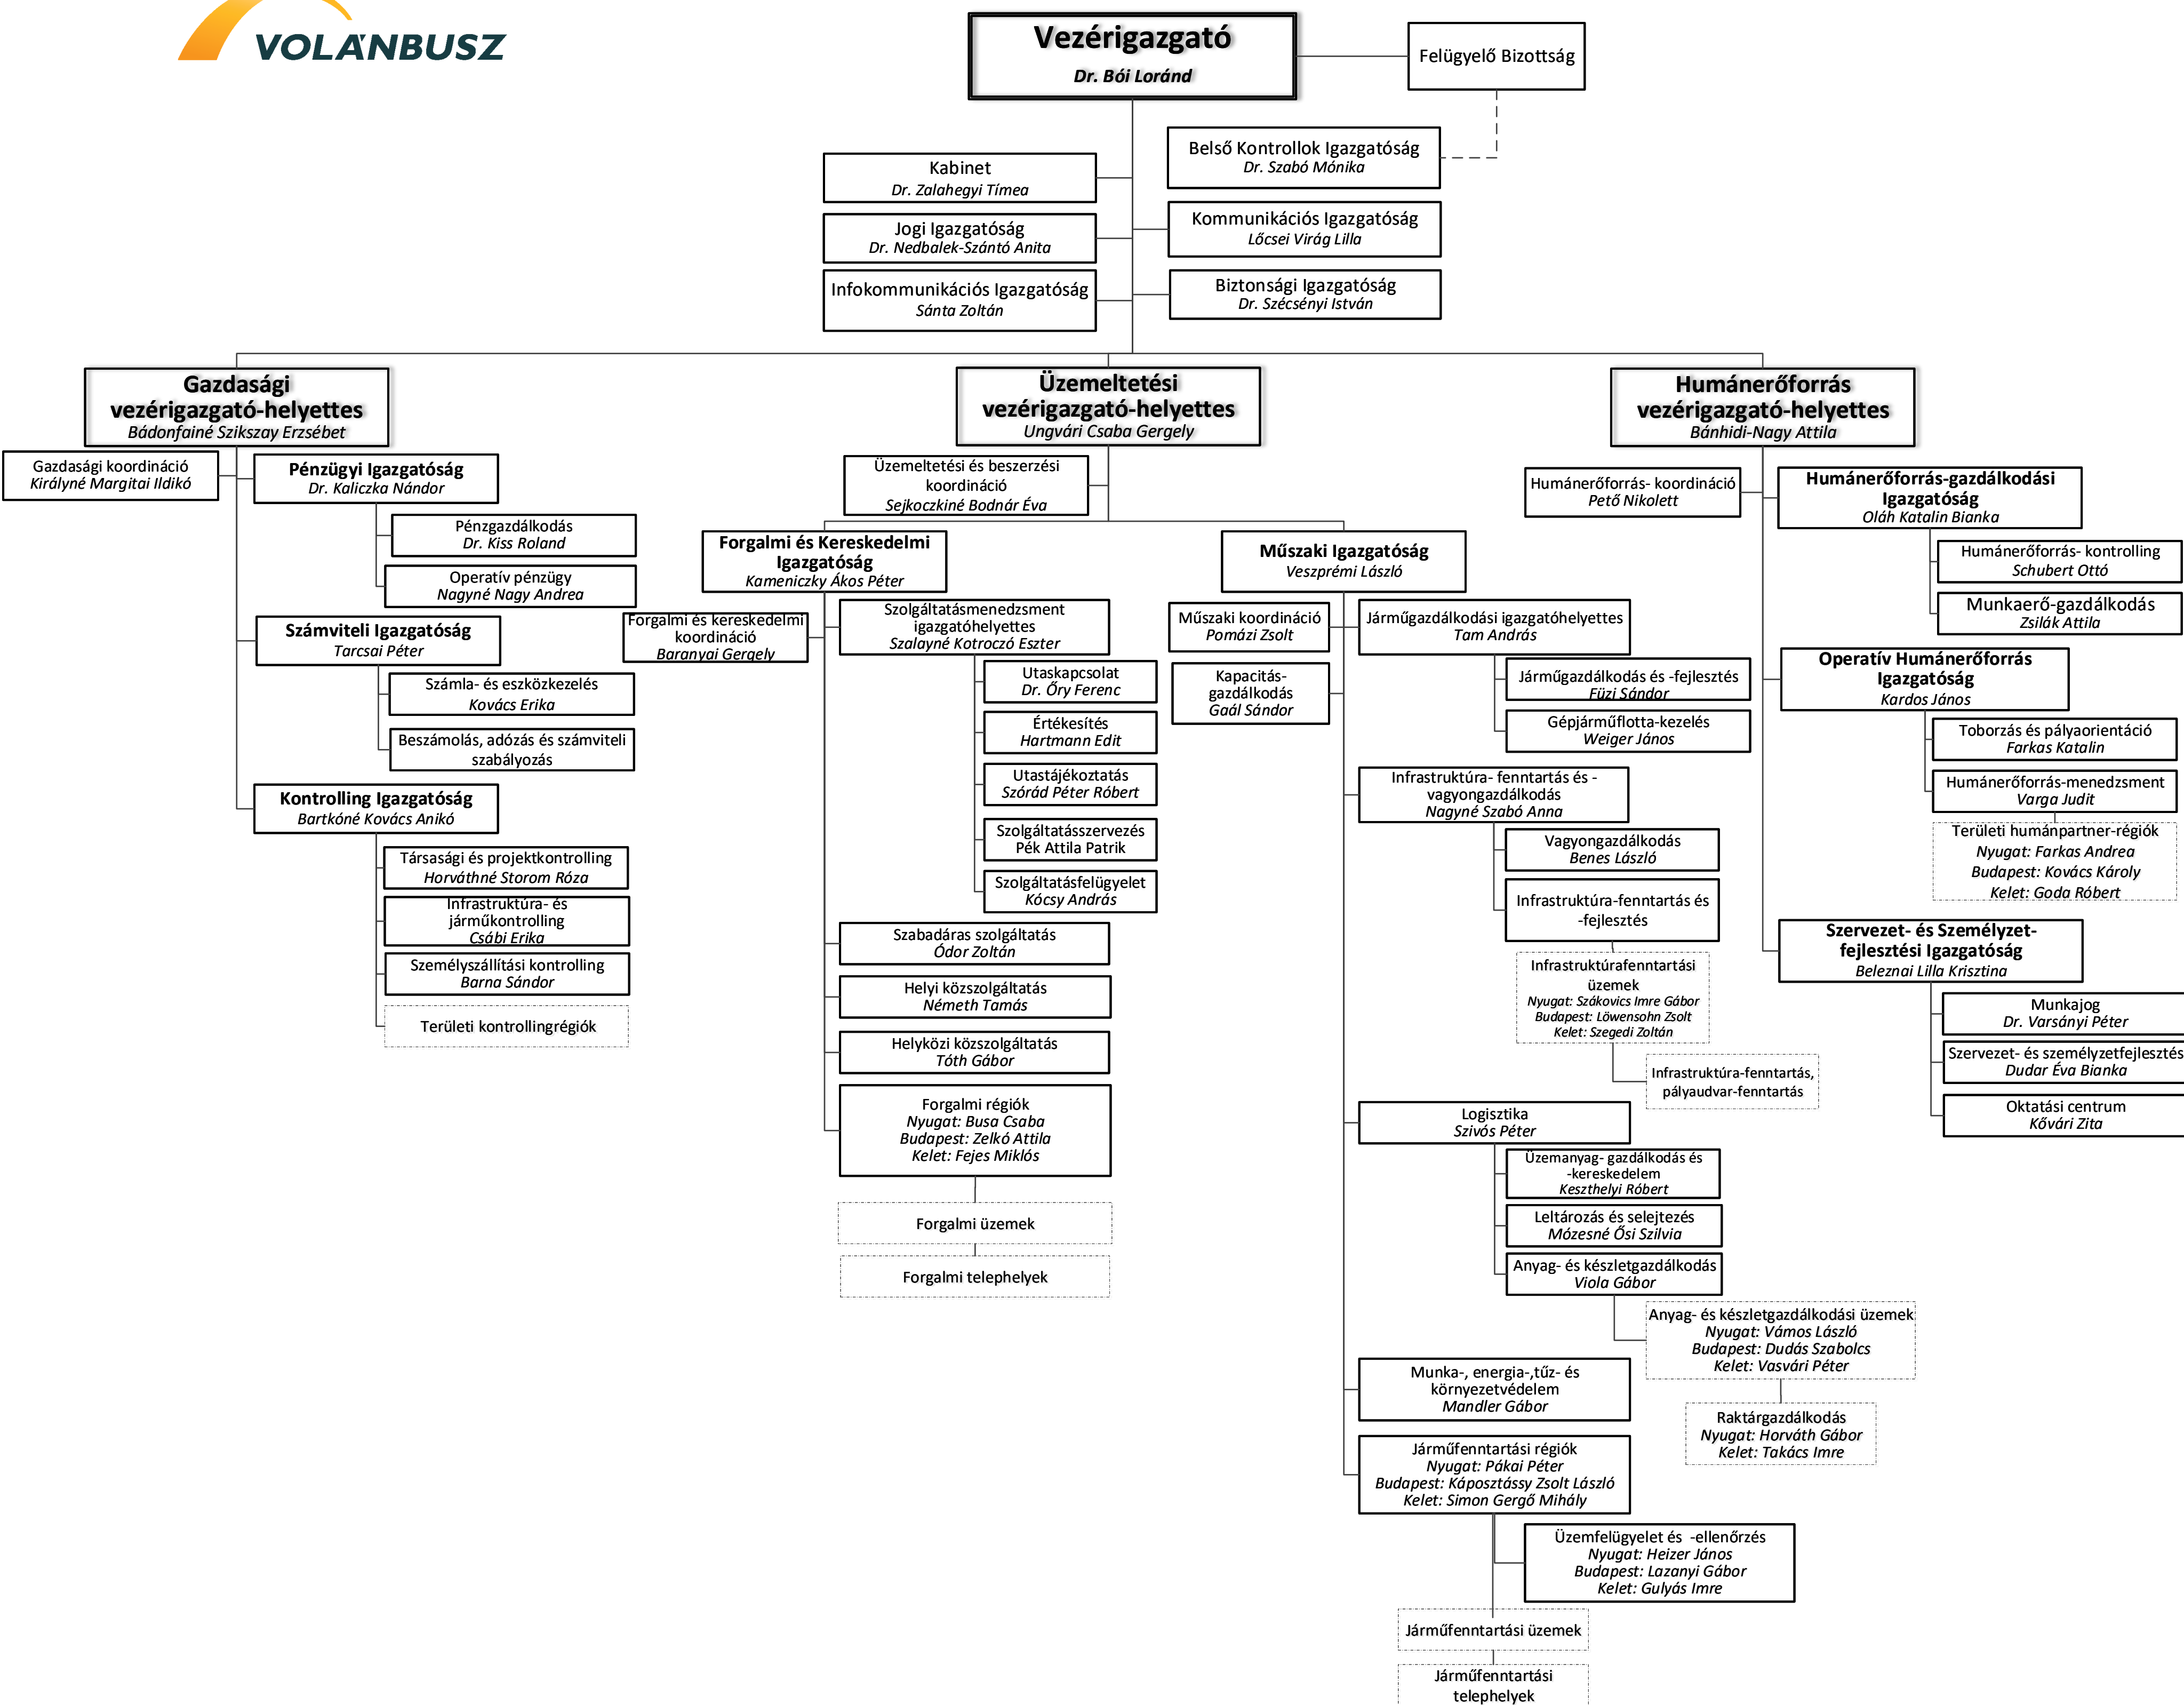 VOLÁNBUSZ
Vezérigazgató
Dr. Bói Loránd
Felügyelő Bizottság
Belső Kontrollok Igazgatóság
Dr. Szabó Mónika
Kabinet
Dr. Zalahegyi Tímea
Kommunikációs Igazgatóság
Lőcsei Virág Lilla
Jogi Igazgatóság
Dr. Nedbalek-Szántó Anita
Infokommunikációs Igazgatóság
Sánta Zoltán
Biztonsági Igazgatóság
Dr. Szécsényi István
Gazdasági
vezérigazgató-helyettes
Bádonfainé Szikszay Erzsébet
Gazdasági koordináció
Királyné Margitai Ildikó
Pénzügyi Igazgatóság
Dr. Kaliczka Nándor
Pénzgazdálkodás
Dr. Kiss Roland
Operatív pénzügy
Nagyné Nagy Andrea
Számviteli Igazgatóság
Tarcsai Péter
Számla- és eszközkezelés
Kovács Erika
Beszámolás, adózás és számviteli
szabályozás
Kontrolling Igazgatóság
Bartkóné Kovács Anikó
Társasági és projektkontrolling
Horváthné Storom Róza
Infrastruktúra- és
járműkontrolling
Csábi Erika
Személyszállítási kontrolling
Barna Sándor
Területi kontrollingrégiók
Üzemeltetési
vezérigazgató-helyettes
Ungvári Csaba Gergely
Üzemeltetési és beszerzési
koordináció
Sejkoczkiné Bodnár Éva
Forgalmi és Kereskedelmi
Igazgatóság
Kameniczky Ákos Péter
Forgalmi és kereskedelmi
koordináció
Baranyai Gergely
Szolgáltatásmenedzsment
igazgatóhelyettes
Szalayné Kotroczó Eszter
Utaskapcsolat
Dr. Őry Ferenc
Értékesítés
Hartmann Edit
Utastájékoztatás
Szórád Péter Róbert
Szolgáltatásszervezés
Pék Attila Patrik
Szolgáltatásfelügyelet
Kócsy András
Szabadáras szolgáltatás
Ódor Zoltán
Helyi közszolgáltatás
Németh Tamás
Helyközi közszolgáltatás
Tóth Gábor
Forgalmi régiók
Nyugat: Busa Csaba
Budapest: Zelkó Attila
Kelet: Fejes Miklós
Forgalmi üzemek
Forgalmi telephelyek
Műszaki Igazgatóság
Veszprémi László
Műszaki koordináció
Pomázi Zsolt
Kapacitás-
gazdálkodás
Gaál Sándor
Járműgazdálkodási igazgatóhelyettes
Tam András
Járműgazdálkodás és -fejlesztés
Füzi Sándor
Gépjárműflotta-kezelés
Weiger János
Infrastruktúra- fenntartás és -
vagyongazdálkodás
Nagyné Szabó Anna
Vagyongazdálkodás
Benes László
Infrastruktúra-fenntartás és
-fejlesztés
Infrastruktúrafenntartási
üzemek
Nyugat: Szákovics Imre Gábor
Budapest: Löwensohn Zsolt
Kelet: Szegedi Zoltán
Infrastruktúra-fenntartás,
pályaudvar-fenntartás
Logisztika
Szivós Péter
Üzemanyag- gazdálkodás és
-kereskedelem
Keszthelyi Róbert
Leltározás és selejtezés
Mózesné Ősi Szilvia
Anyag- és készletgazdálkodás
Viola Gábor
Anyag- és készletgazdálkodási üzemek
Nyugat: Vámos László
Budapest: Dudás Szabolcs
Kelet: Vasvári Péter
Raktárgazdálkodás
Nyugat: Horváth Gábor
Kelet: Takács Imre
Munka-, energia-,tűz- és
környezetvédelem
Mandler Gábor
Járműfenntartási régiók
Nyugat: Pákai Péter
Budapest: Káposztássy Zsolt László
Kelet: Simon Gergő Mihály
Üzemfelügyelet és -ellenőrzés
Nyugat: Heizer János
Budapest: Lazanyi Gábor
Kelet: Gulyás Imre
Járműfenntartási üzemek
Járműfenntartási
telephelyek
Humánerőforrás
vezérigazgató-helyettes
Bánhidi-Nagy Attila
Humánerőforrás- koordináció
Pető Nikolett
Humánerőforrás-gazdálkodási
Igazgatóság
Oláh Katalin Bianka
Humánerőforrás- kontrolling
Schubert Ottó
Munkaerő-gazdálkodás
Zsilák Attila
Operatív Humánerőforrás
Igazgatóság
Kardos János
Toborzás és pályaorientáció
Farkas Katalin
Humánerőforrás-menedzsment
Varga Judit
Területi humánpartner-régiók
Nyugat: Farkas Andrea
Budapest: Kovács Károly
Kelet: Goda Róbert
Szervezet- és Személyzet-
fejlesztési Igazgatóság
Beleznai Lilla Krisztina
Munkajog
Dr. Varsányi Péter
Szervezet- és személyzetfejlesztés
Dudar Éva Bianka
Oktatási centrum
Kővári Zita